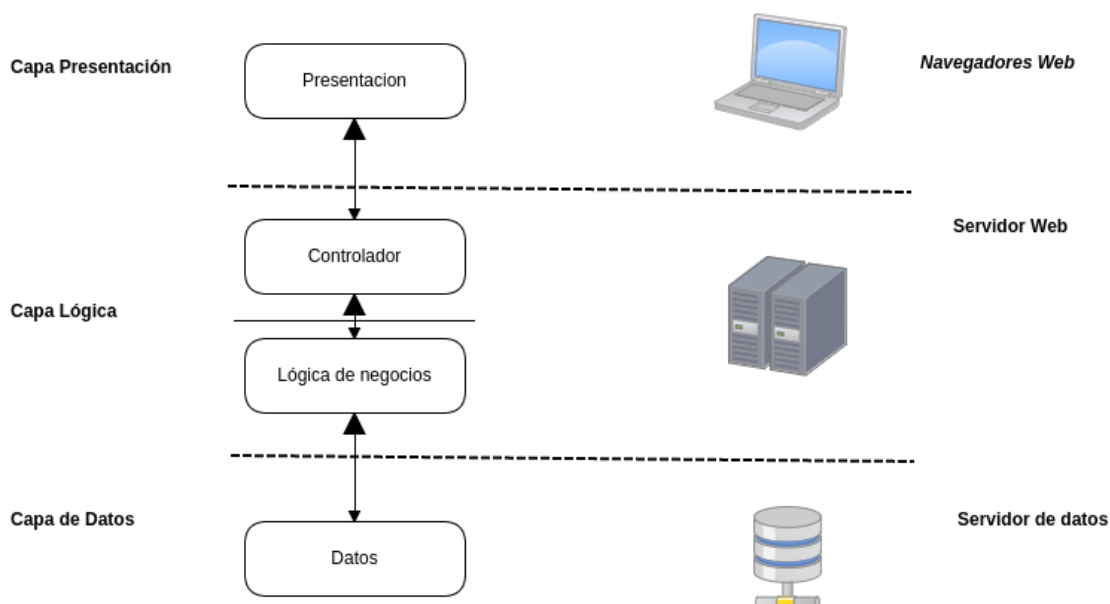 Capa Presentación
Presentacion
Navegadores Web
Servidor Web
Controlador
Capa Lógica
Lógica de negocios
Capa de Datos
Servidor de datos
Datos